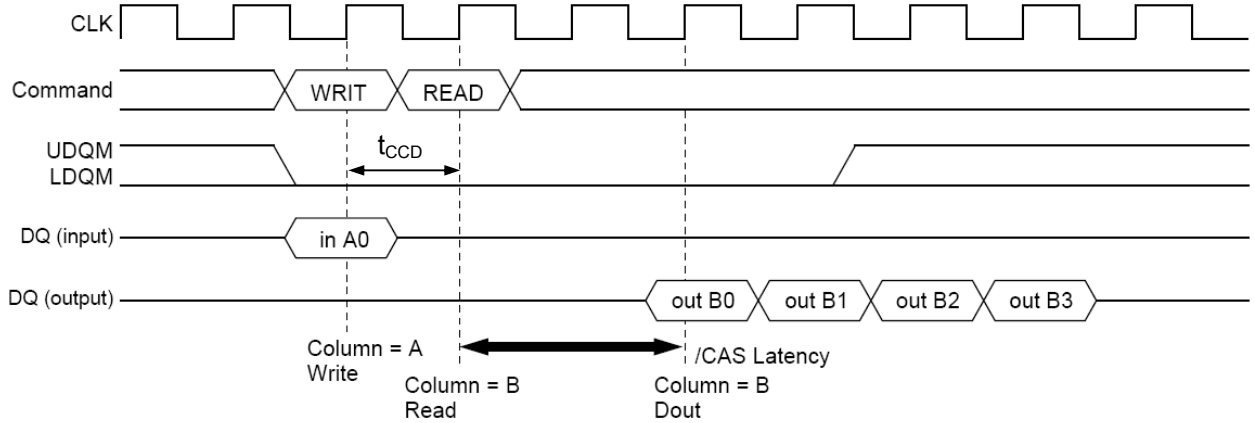 CLK
Command WRIT READ
UDQM
LDQM
tCCD
DQ (input) in A0
DQ (output) out B0 out B1 out B2 out B3
Column = A
Write
/CAS Latency
Column = B
Read
Column = B
Dout